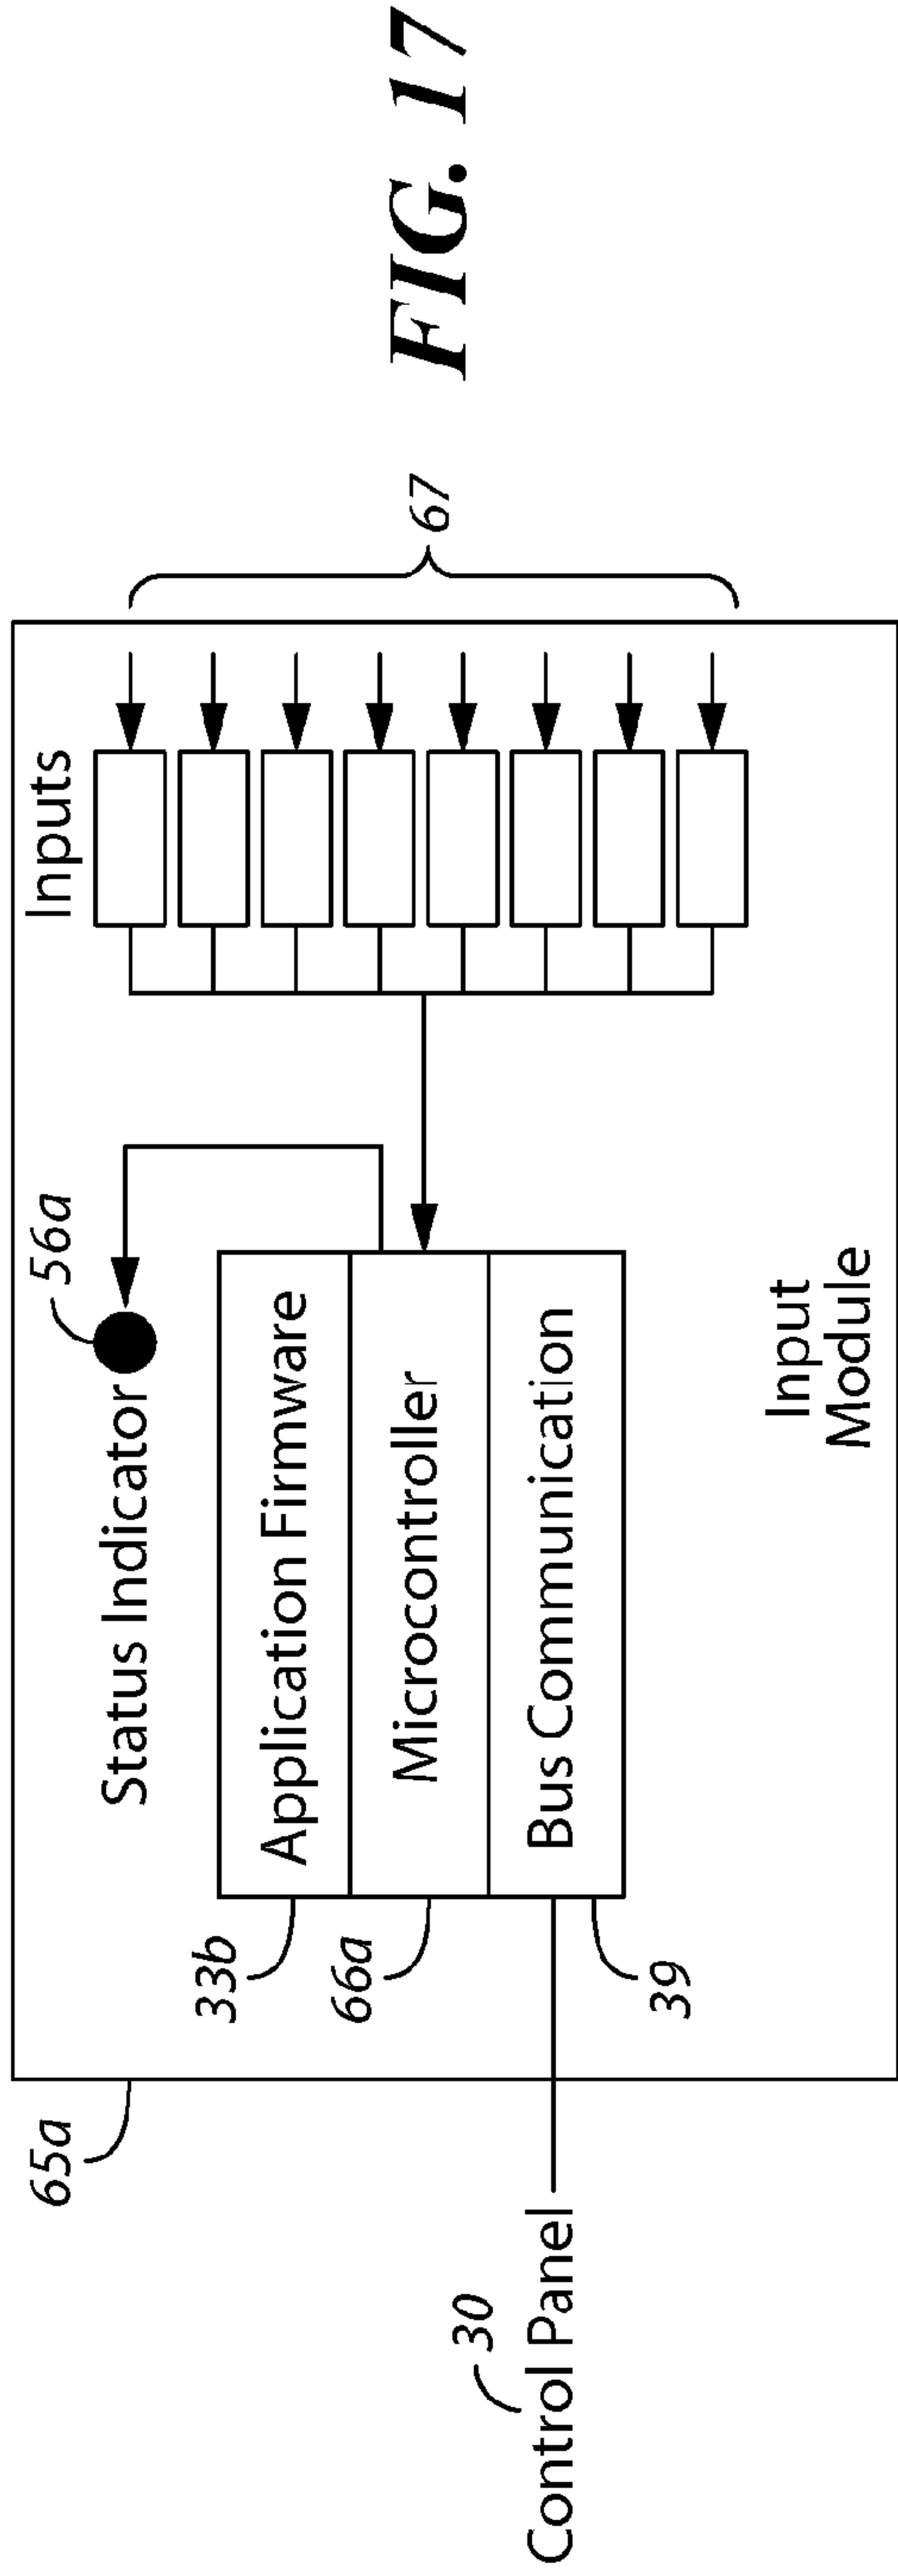 65a
Status Indicator
56a
Inputs
33b
Application Firmware
66a
Microcontroller
67
30
Control Panel
Bus Communication
39
Input
Module
FIG. 17